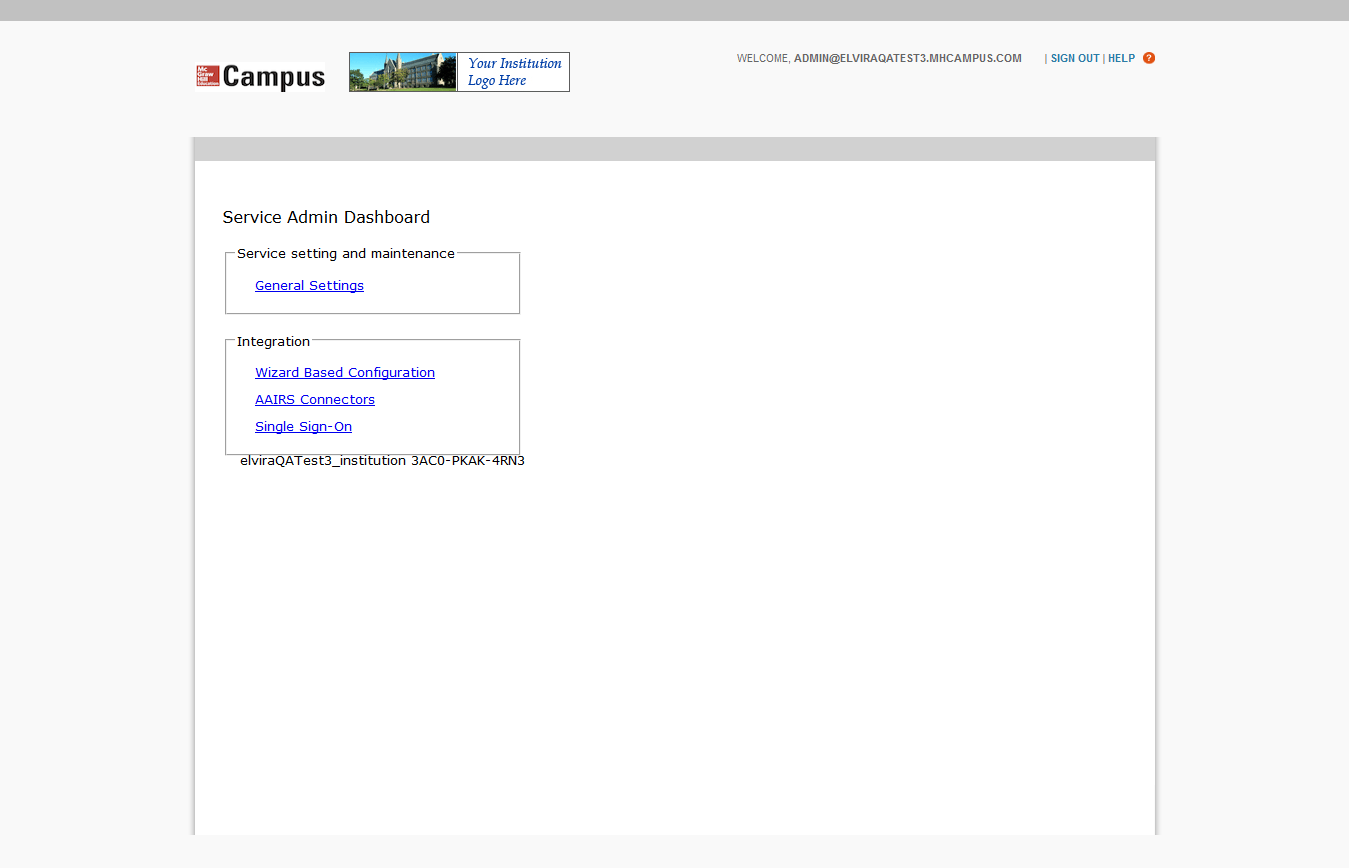 Mc
Graw
Hill
Education
Campus
Your Institution
Logo Here
WELCOME, ADMIN@ELVIRAQATEST3.MHCAMPUS.COM | SIGN OUT | HELP ?
Service Admin Dashboard
Service setting and maintenance
General Settings
Integration
Wizard Based Configuration
AAIRS Connectors
Single Sign-On
elviraQATest3_institution 3AC0-PKAK-4RN3